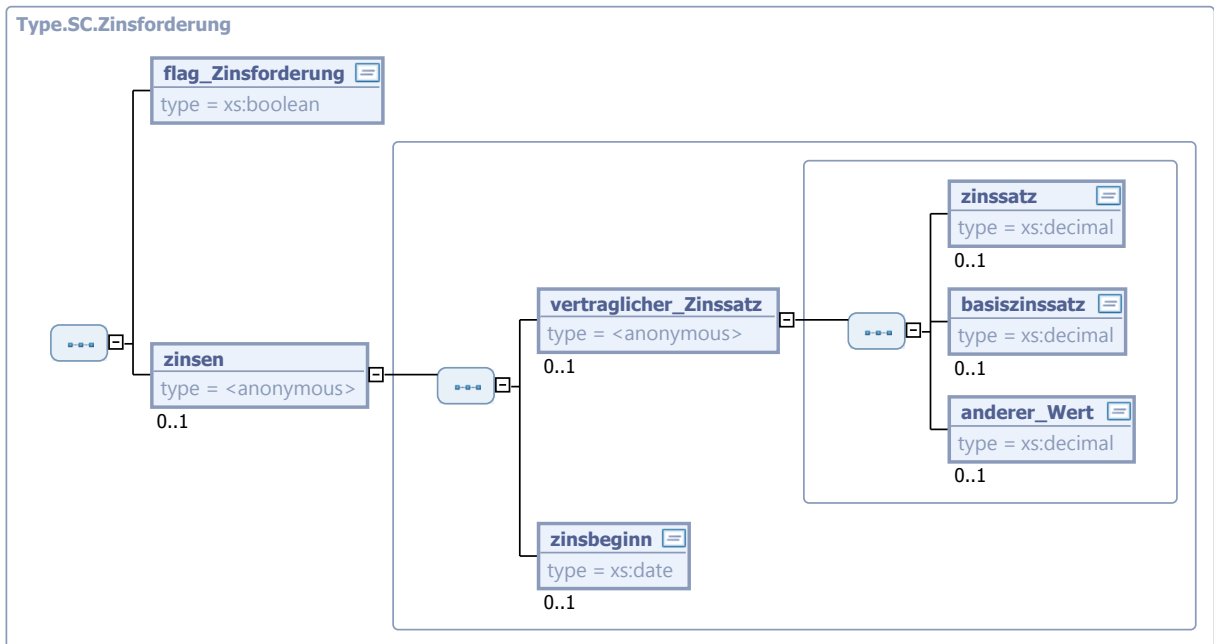 Type.SC.Zinsforderung
flag_Zinsforderung
type = xs:boolean
zinsen
type = <anonymous>
0..1
vertraglicher_Zinssatz
type = <anonymous>
0..1
zinssatz
type = xs:decimal
0..1
basiszinssatz
type = xs:decimal
0..1
anderer_Wert
type = xs:decimal
0..1
zinsbeginn
type = xs:date
0..1